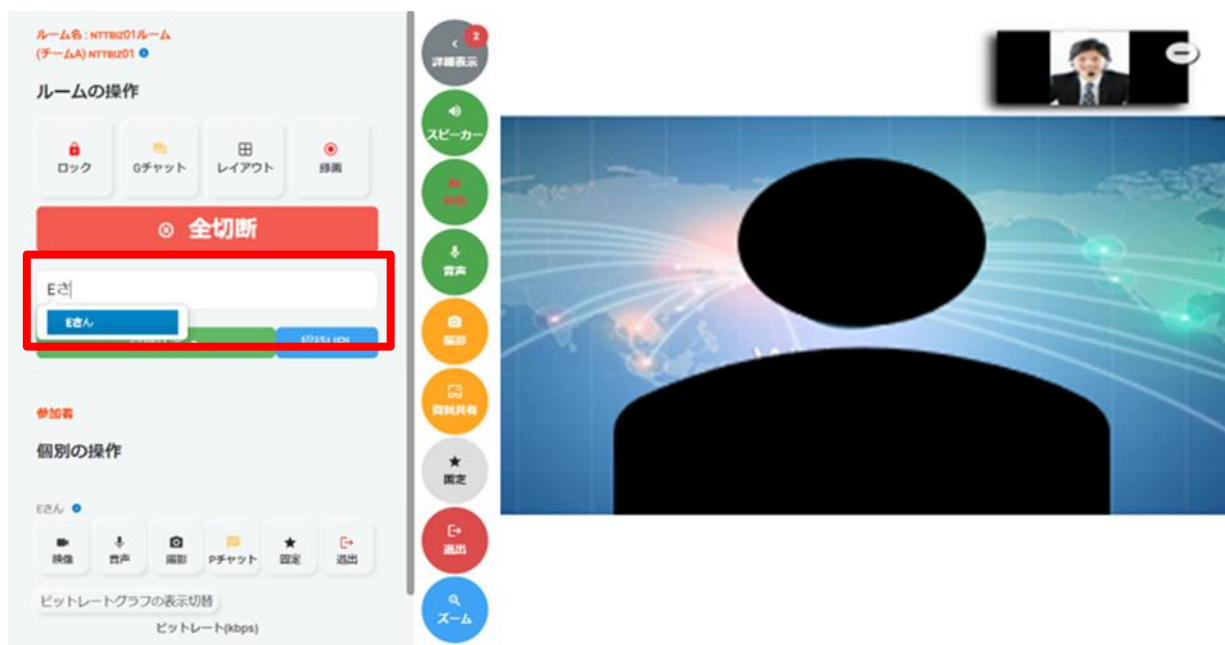 ルーム名 : NTTBIZ01ルーム
(チームA) NTTBIZ01
ルームの操作
ロック
Gチャット
レイアウト
録画
全切断
Eさ
Eさん
参加者
個別の操作
Eさん
映像
音声
撮影
Pチャット
固定
退出
ビットレートグラフの表示切替
ビットレート(kbps)
2
詳細表示
スピーカー
映像
音声
撮影
資料共有
固定
退出
ズーム